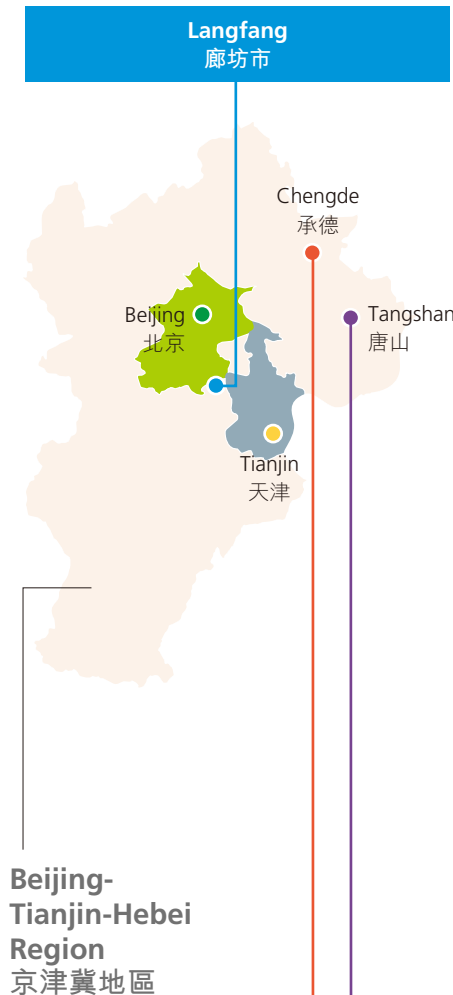 Langfang
廊坊市
Chengde
承德
Beijing
北京
Tangshan
唐山
Tianjin
天津
Beijing-
Tianjin-Hebei
Region
京津冀地區